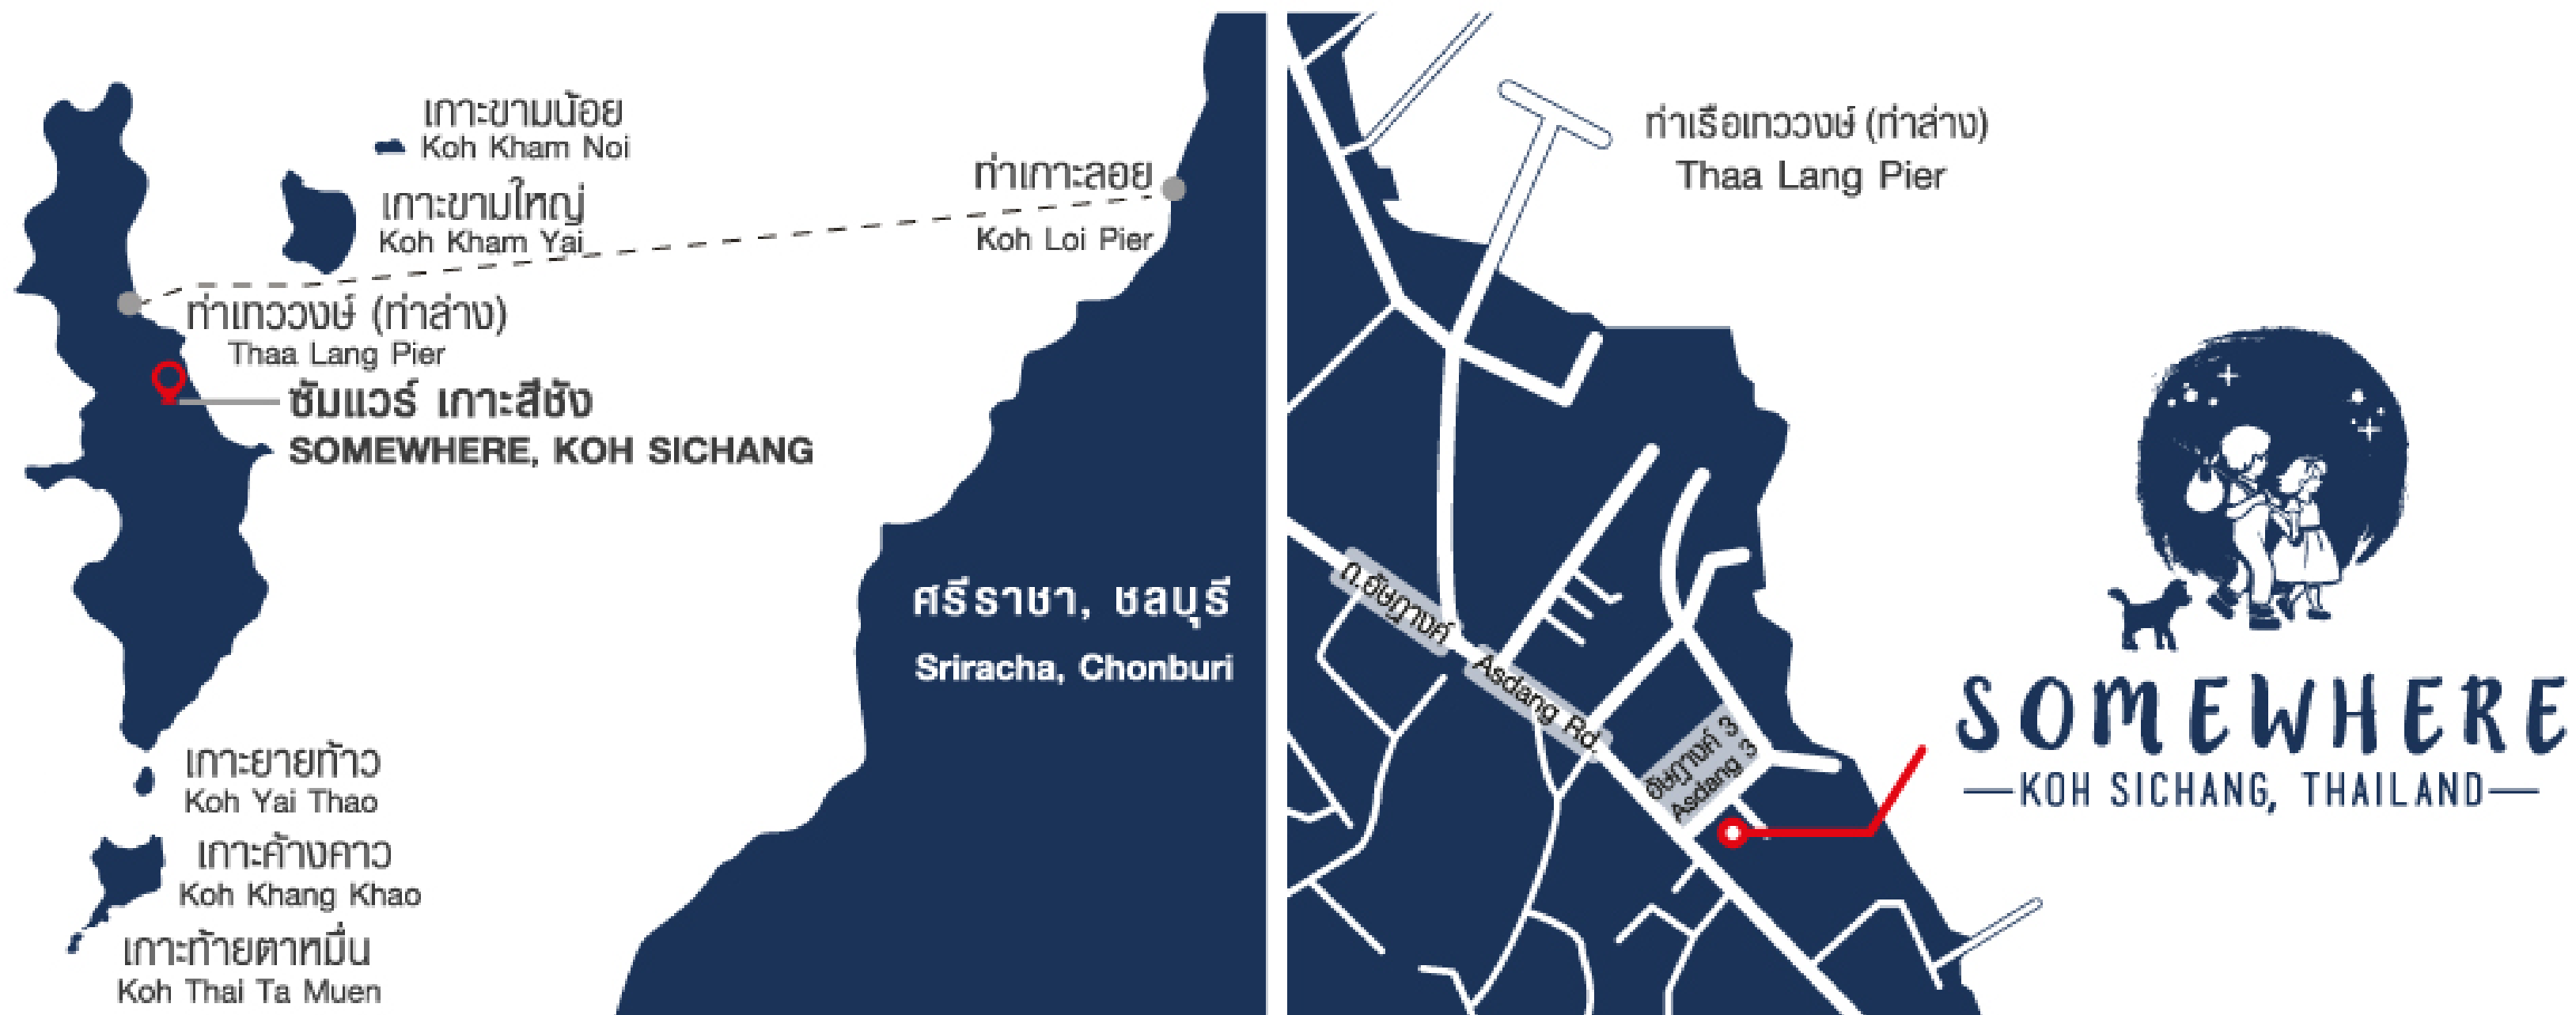 เกาะขามน้อย
Koh Kham Noi
เกาะขามใหญ่
Koh Kham Yai
ท่าเกาะลอย
Koh Loi Pier
ท่าเทววงษ์ (ท่าล่าง)
Thaa Lang Pier
ซัมแวร์ เกาะสีชัง
SOMEWHERE, KOH SICHANG
ศรีราชา, ชลบุรี
Sriracha, Chonburi
เกาะยายท้าว
Koh Yai Thao
เกาะค้างคาว
Koh Khang Khao
เกาะท้ายตาหมื่น
Koh Thai Ta Muen
ท่าเรือเทววงษ์ (ท่าล่าง)
Thaa Lang Pier
ถ.อัษฎางค์
Asdang Rd.
อัษฎางค์ 3
Asdang 3
SOMEWHERE
KOH SICHANG, THAILAND